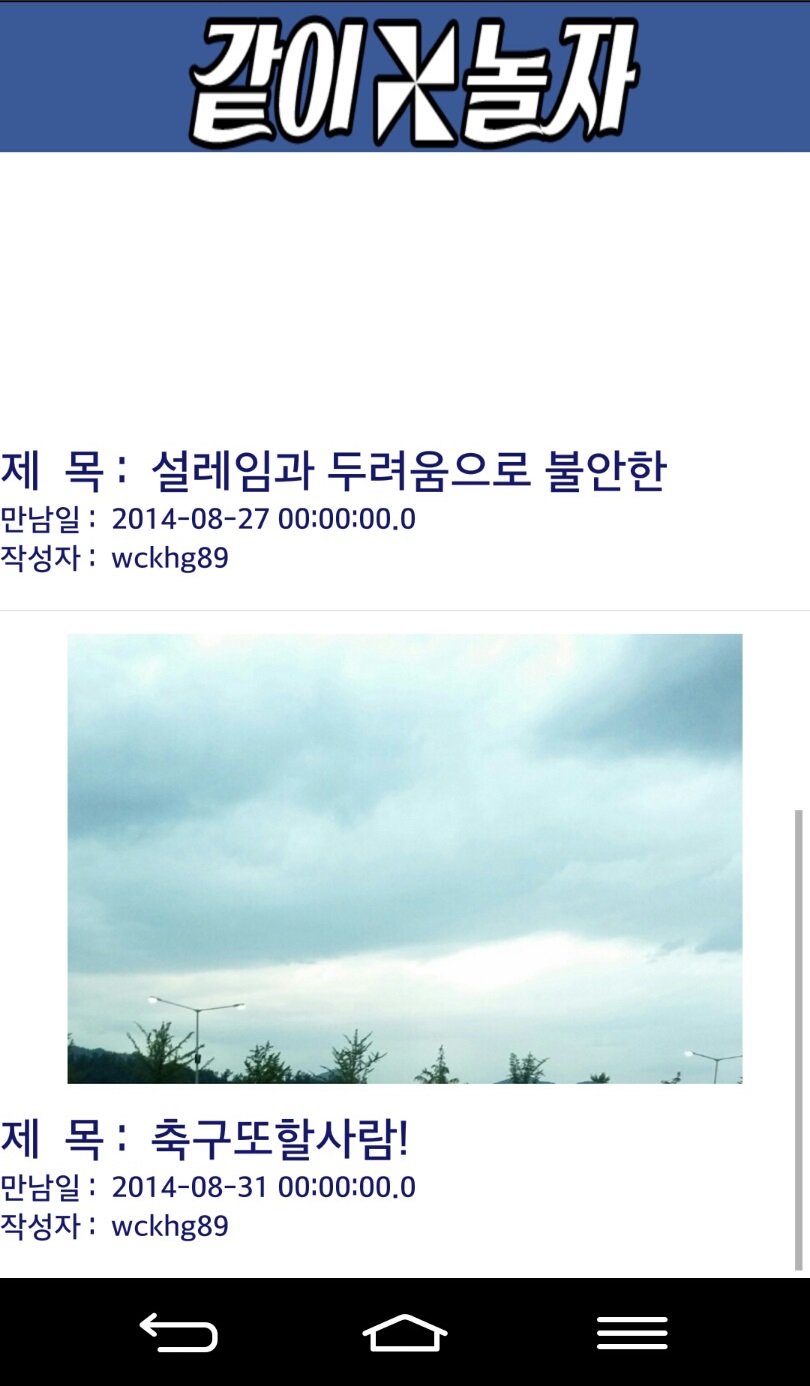 같이놀자
제 목 : 설레임과 두려움으로 불안한
만남일 : 2014-08-27 00:00:00.0
작성자 : wckhg89
제 목 : 축구또할사람!
만남일 : 2014-08-31 00:00:00.0
작성자 : wckhg89